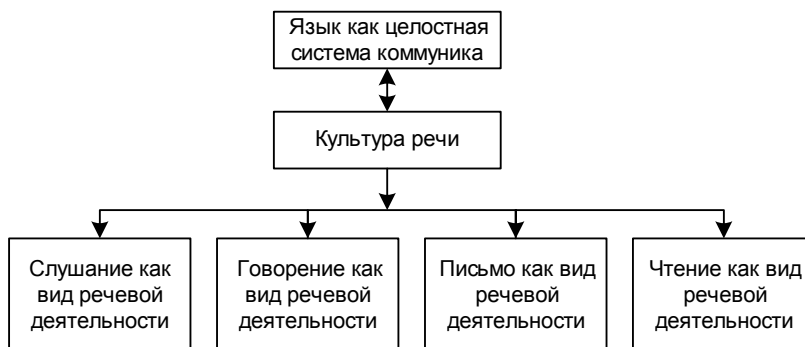 Язык как целостная
система коммуника
Культура речи
Слушание как
вид речевой
деятельности
Говорение как
вид речевой
деятельности
Письмо как вид
речевой
деятельности
Чтение как вид
речевой
деятельности